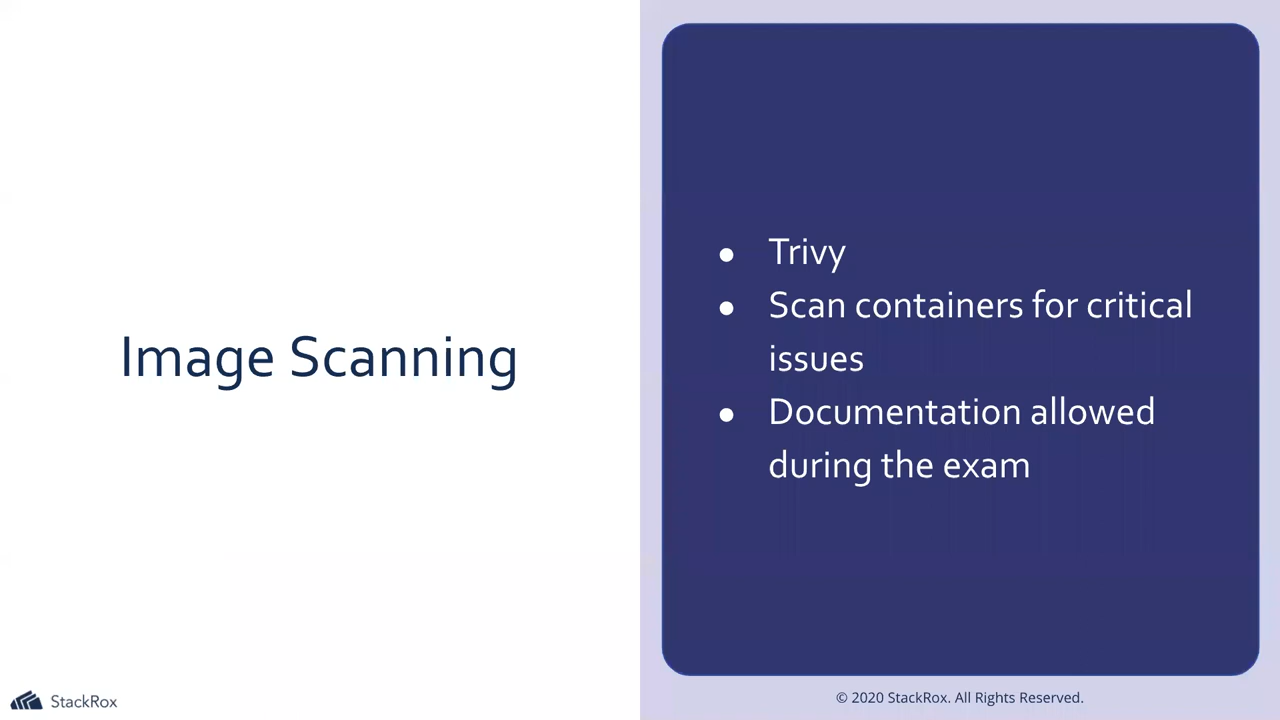 Image Scanning
● Trivy
● Scan containers for critical
issues
● Documentation allowed
during the exam
StackRox
© 2020 StackRox. All Rights Reserved.